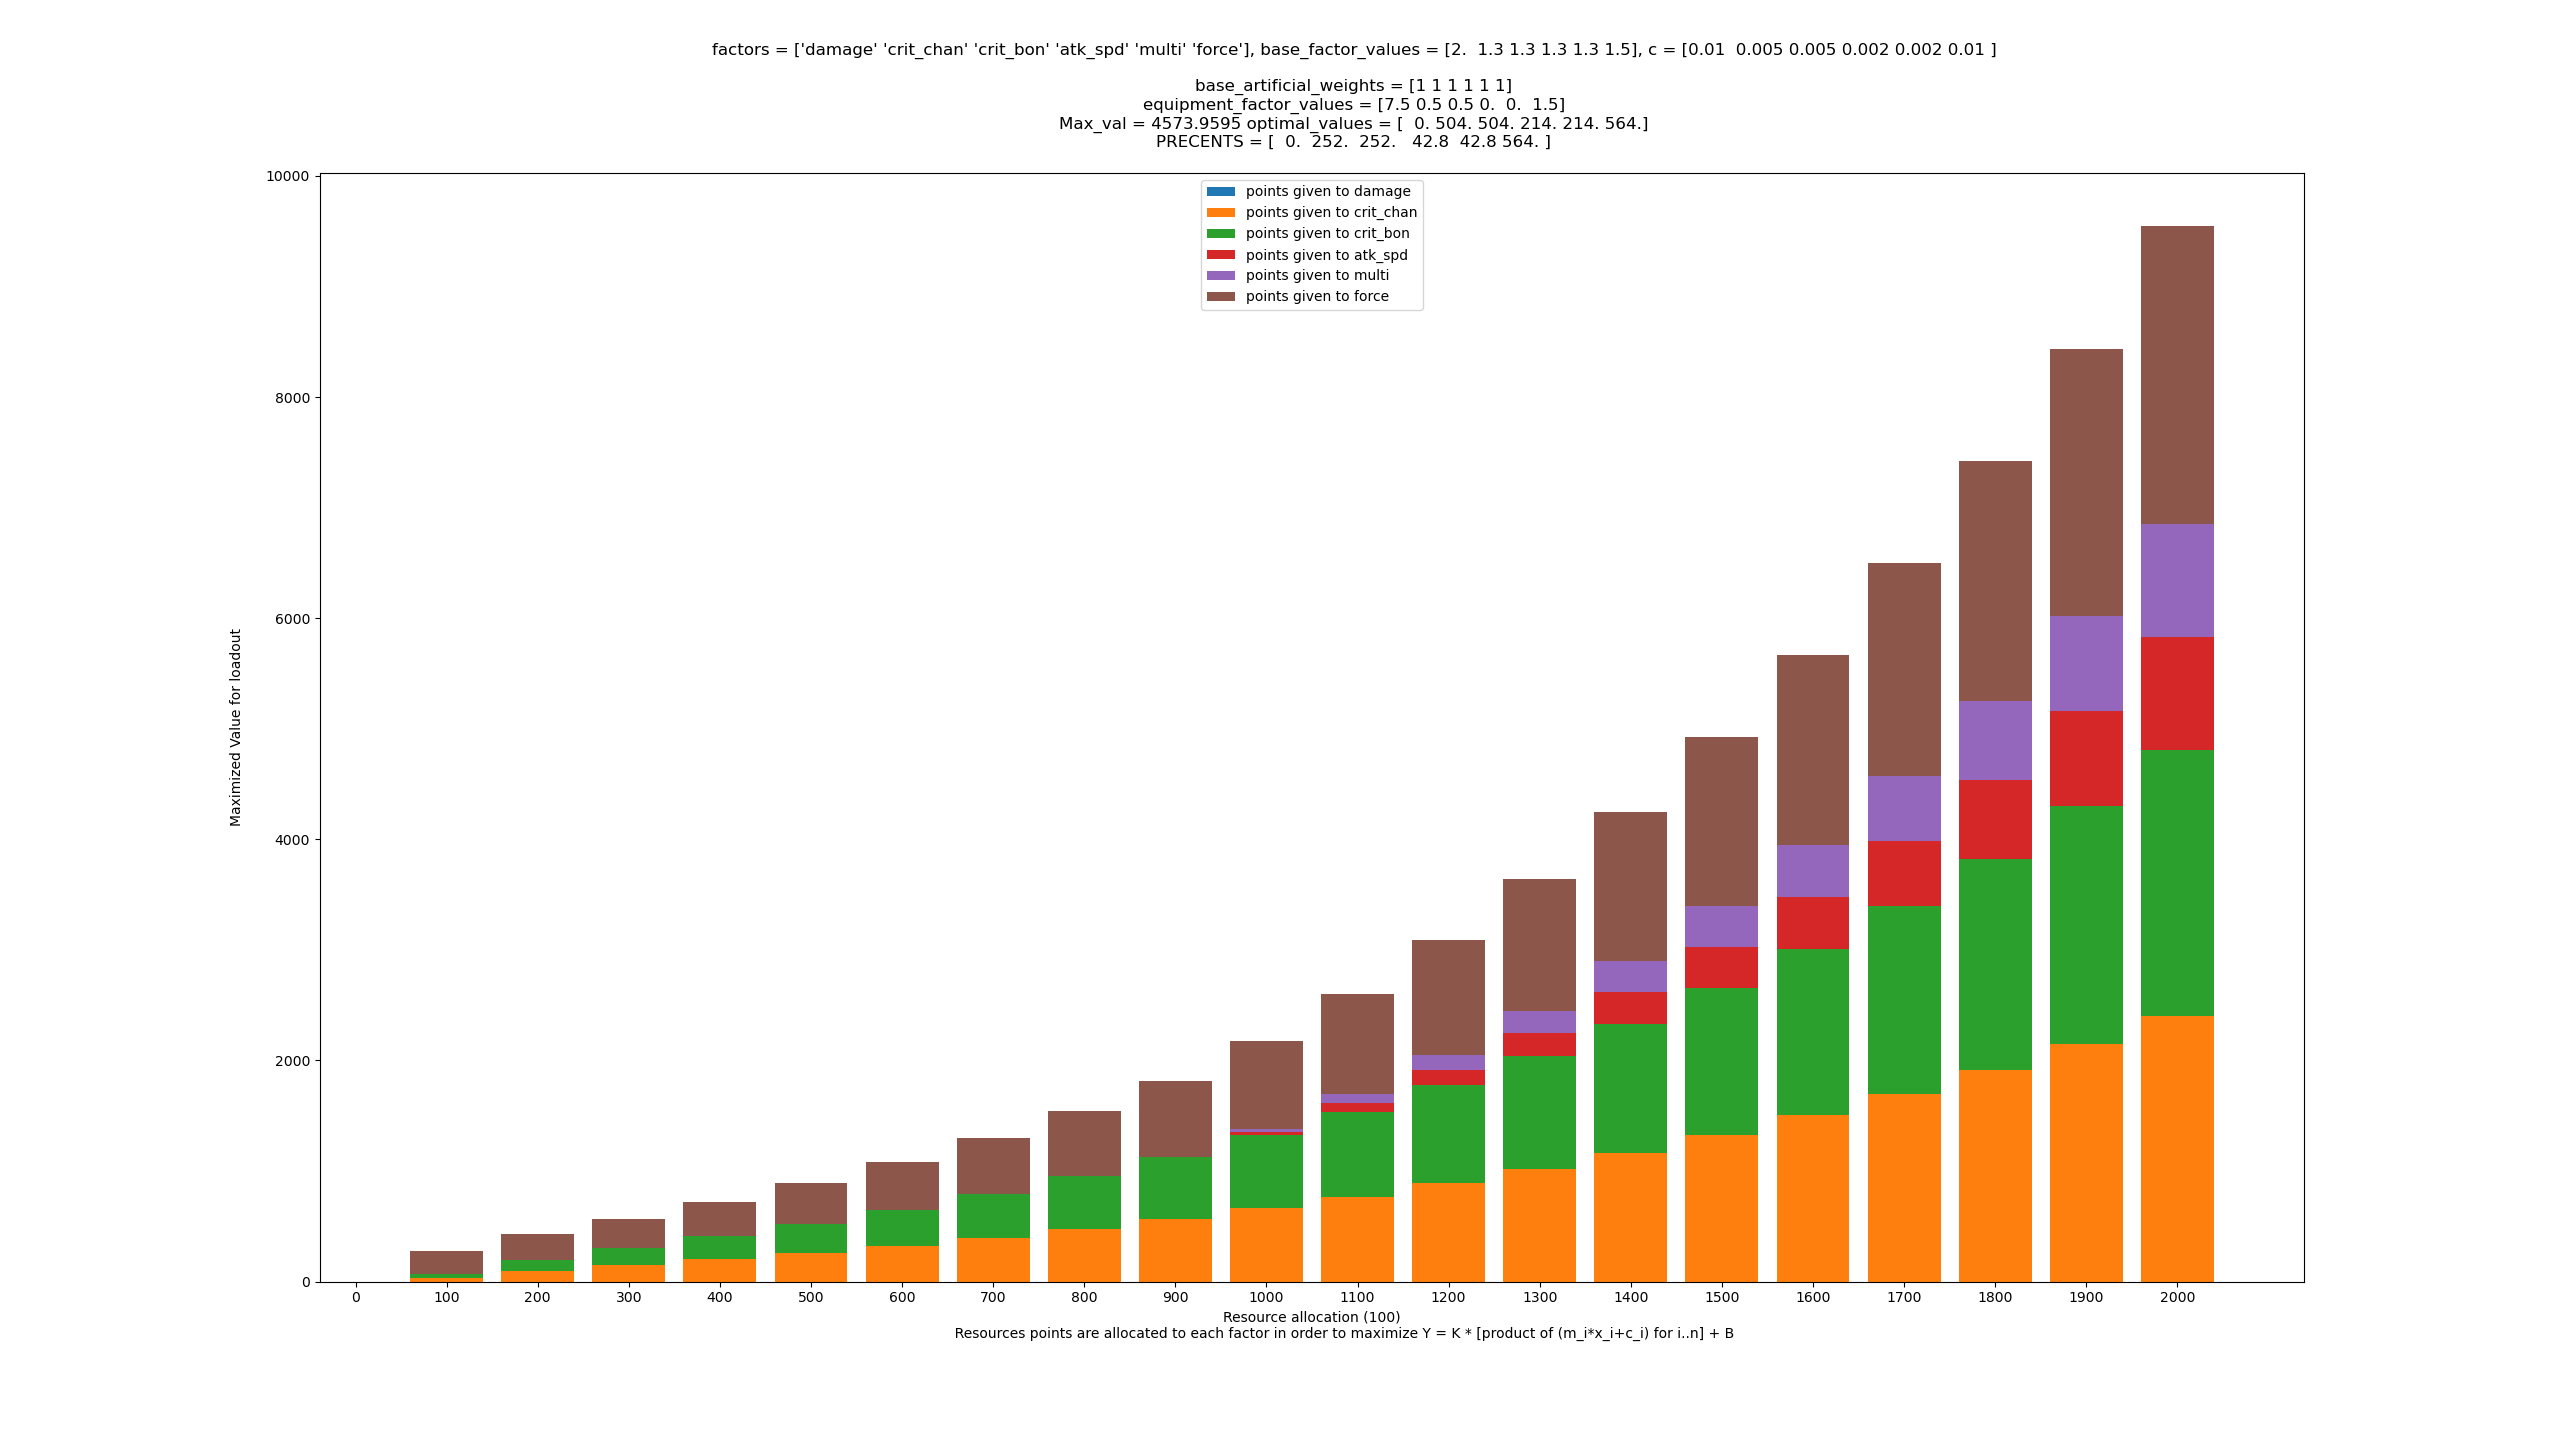 factors = ['damage' 'crit_chan' 'crit_bon' 'atk_spd' 'multi' 'force'], base_factor_values = [2.  1.3 1.3 1.3 1.3 1.5], c = [0.01  0.005 0.005 0.002 0.002 0.01 ]
base_artificial_weights = [1 1 1 1 1 1]
equipment_factor_values = [7.5 0.5 0.5 0.  0.  1.5]
Max_val = 4573.9595 optimal_values = [  0. 504. 504. 214. 214. 564.]
PRECENTS = [  0.  252.  252.   42.8  42.8 564. ]
points given to damage
points given to crit_chan
points given to crit_bon
points given to atk_spd
points given to multi
points given to force
10000
8000
6000
4000
2000
0
Maximized Value for loadout
0 100 200 300 400 500 600 700 800 900 1000 1100 1200 1300 1400 1500 1600 1700 1800 1900 2000
Resource allocation (100)
Resources points are allocated to each factor in order to maximize Y = K * [product of (m_i*x_i+c_i) for i..n] + B